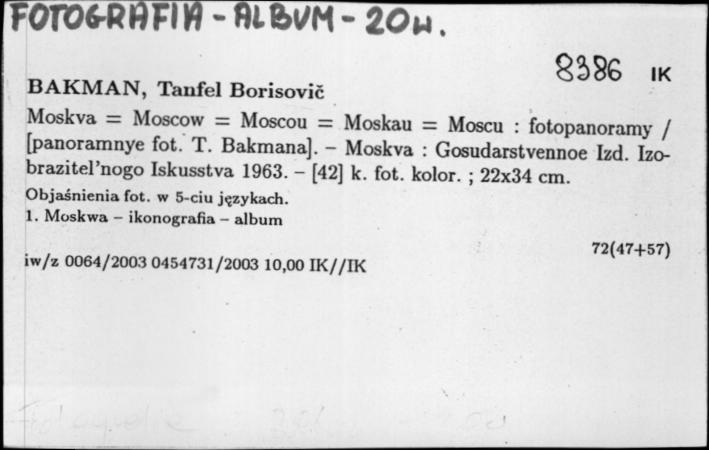 FOTOGRAFIA - ALBUM - 20w.
8386 IK
BAKMAN, Tanfel Borisovič
Moskva = Moscow = Moscou = Moskau = Moscu : fotopanoramy /
[panoramnye fot. T. Bakmana]. – Moskva : Gosudarstvennoe Izd. Izo-
brazitel'nogo Iskusstva 1963. – [42] k. fot. kolor. ; 22x34 cm.
Objaśnienia fot. w 5-ciu językach.
1. Moskwa – ikonografia – album
72(47+57)
iw/z 0064/2003 0454731/2003 10,00 IK//IK